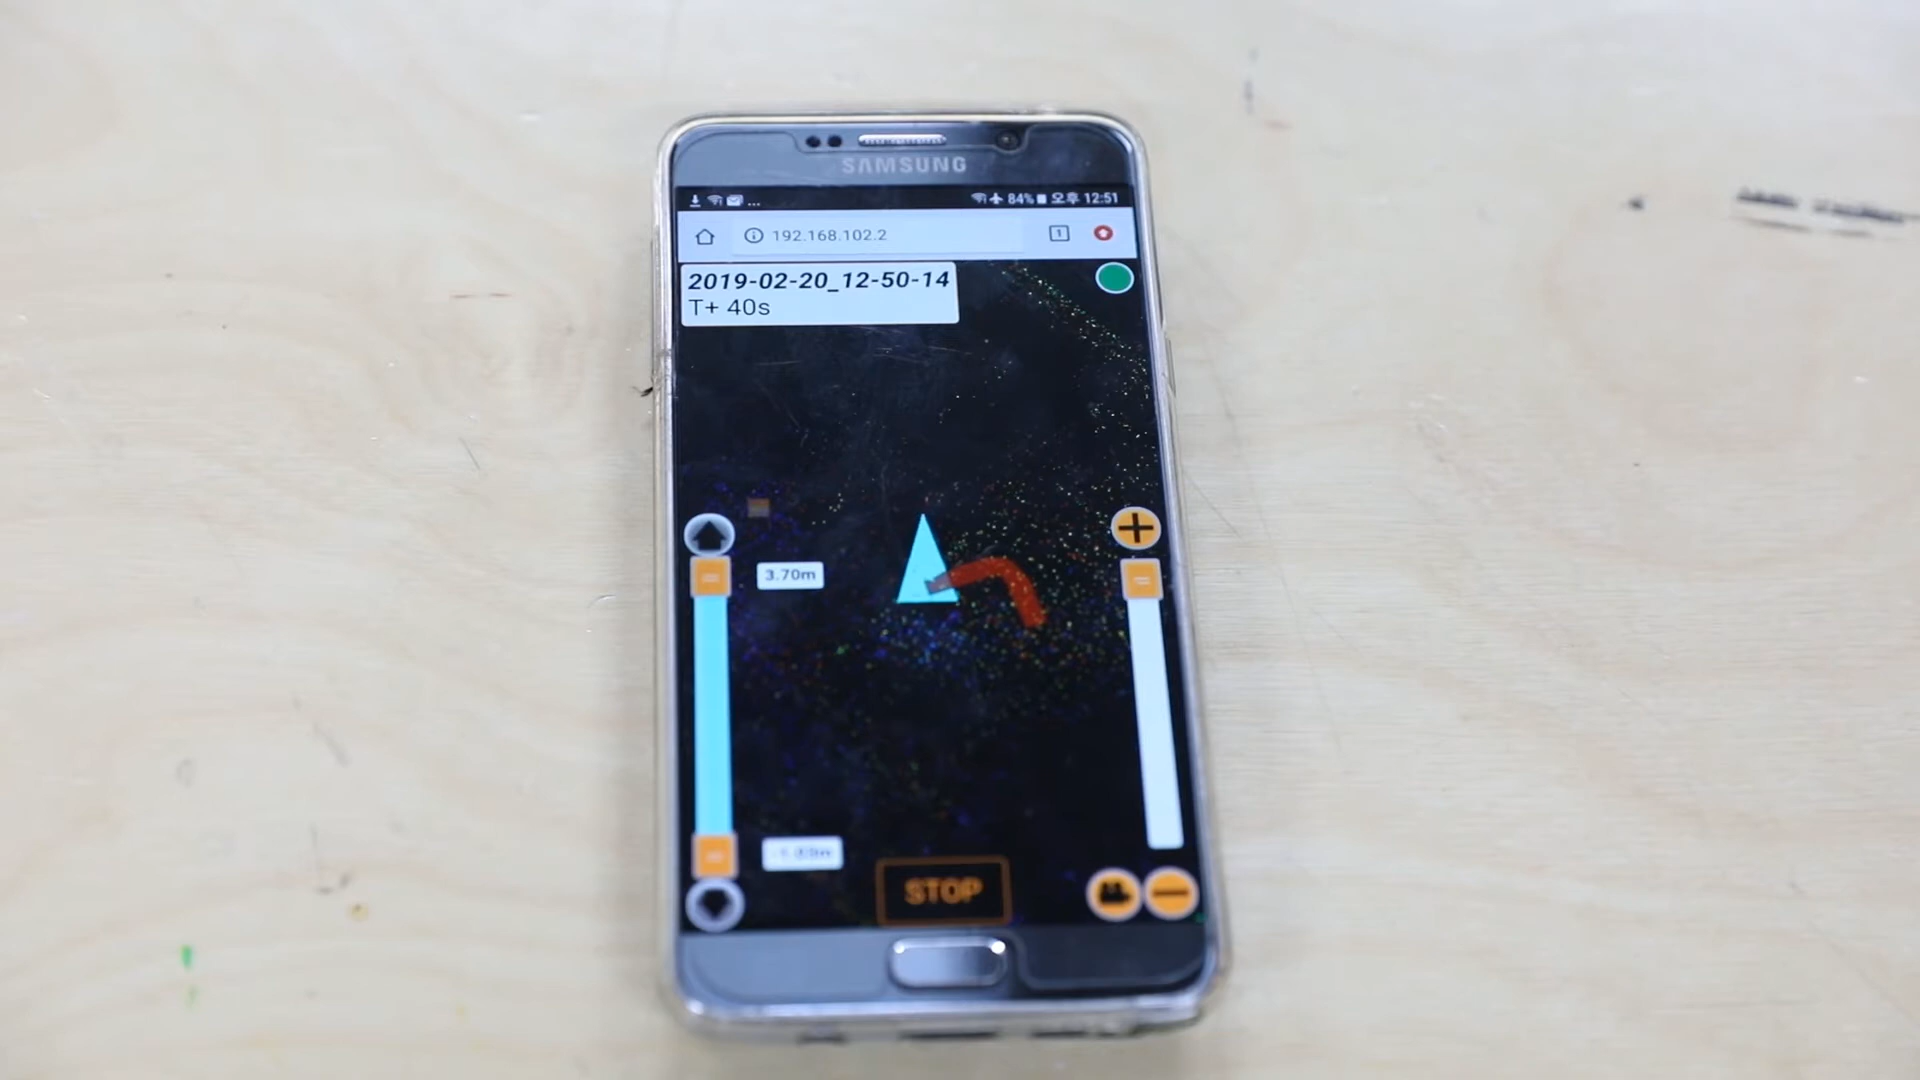 SAMSUNG
... 84% 오후 12:51
192.168.102.2
1
2019-02-20_12-50-14
T+ 40s
3.70m
STOP